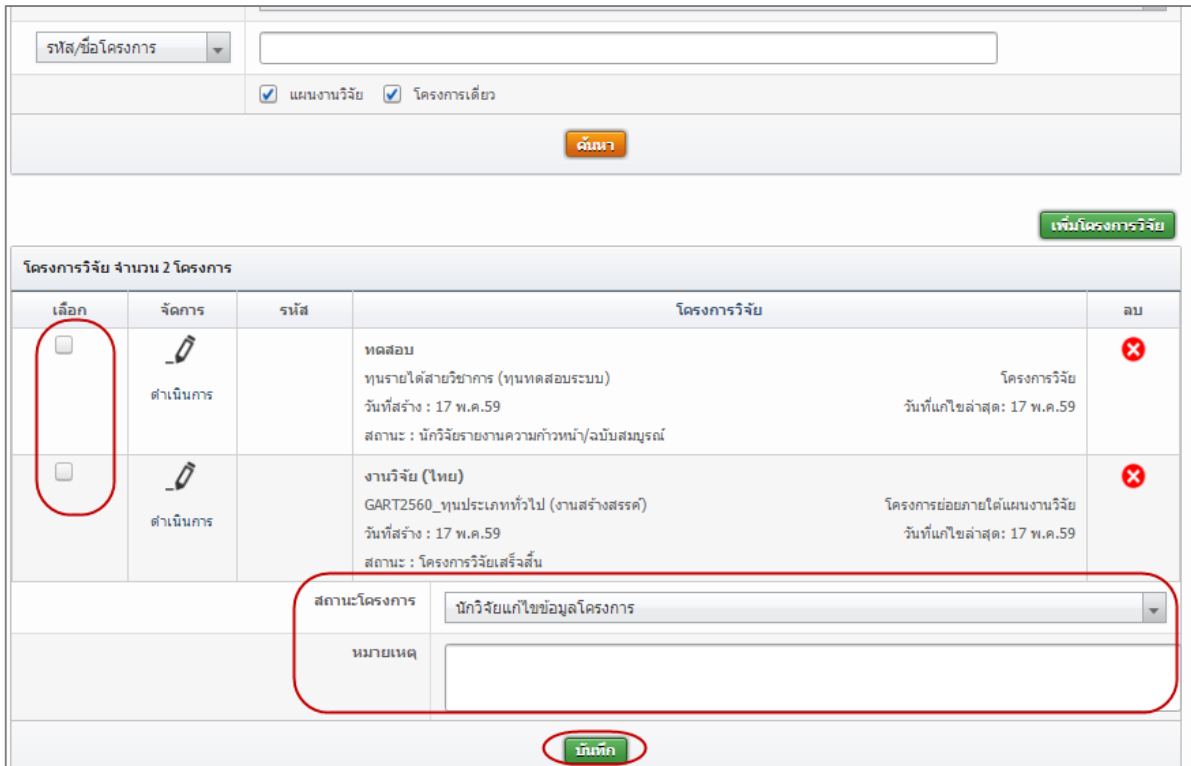 รหัส/ชื่อโครงการ
แผนงานวิจัย โครงการเดี่ยว
ค้นหา
เพิ่มโครงการวิจัย
โครงการวิจัย จำนวน 2 โครงการ
เลือก จัดการ รหัส โครงการวิจัย ลบ
ทดสอบ
ทุนรายได้สายวิชาการ (ทุนทดสอบระบบ) โครงการวิจัย
ดำเนินการ
วันที่สร้าง : 17 พ.ค.59 วันที่แก้ไขล่าสุด: 17 พ.ค.59
สถานะ : นักวิจัยรายงานความก้าวหน้า/ฉบับสมบูรณ์
งานวิจัย (ไทย)
GART2560_ทุนประเภททั่วไป (งานสร้างสรรค์) โครงการย่อยภายใต้แผนงานวิจัย
ดำเนินการ
วันที่สร้าง : 17 พ.ค.59 วันที่แก้ไขล่าสุด: 17 พ.ค.59
สถานะ : โครงการวิจัยเสร็จสิ้น
สถานะโครงการ นักวิจัยแก้ไขข้อมูลโครงการ
หมายเหตุ
บันทึก